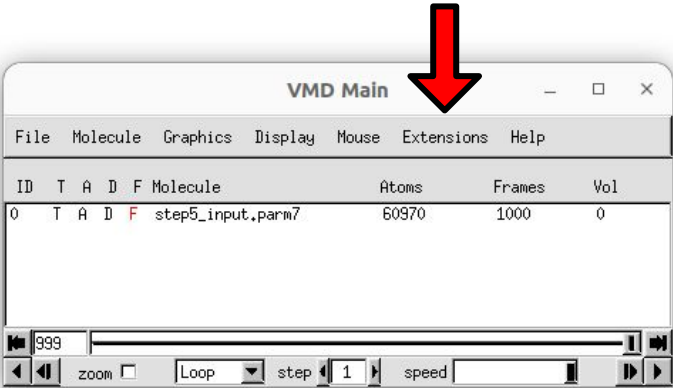 VMD Main
File Molecule Graphics Display Mouse Extensions Help
ID T A D F Molecule Atoms Frames Vol
0 T A D F step5_input.parm7 60970 1000 0
999
zoom Loop step 1 speed